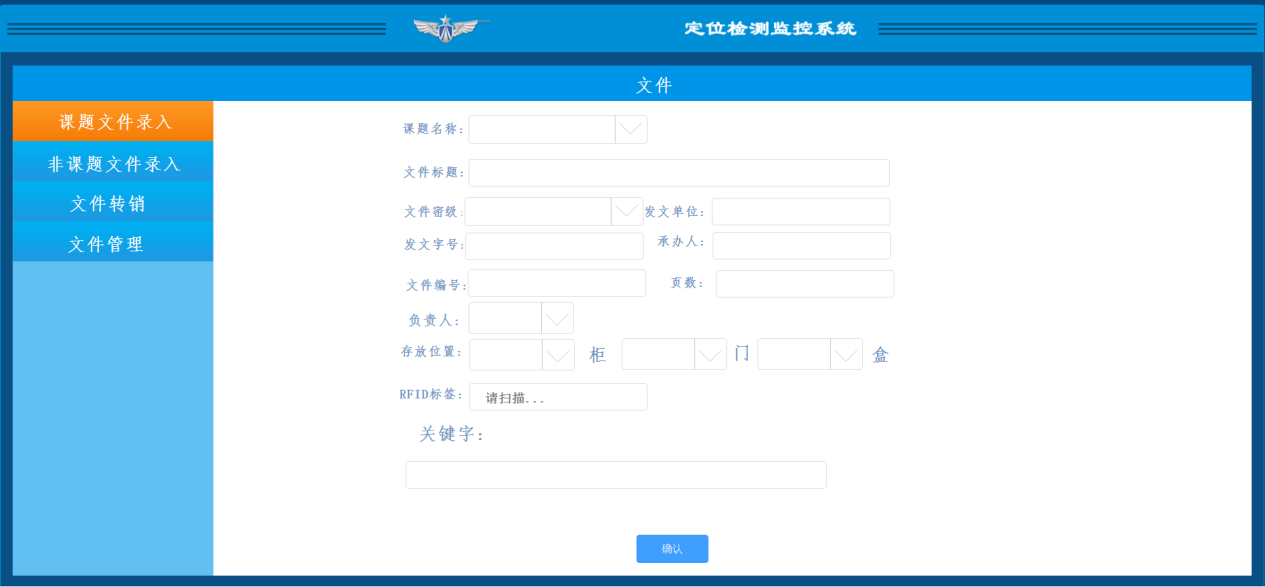 定位检测监控系统
文件
课题文件录入
非课题文件录入
文件转销
文件管理
课题名称：
文件标题：
文件密级： 发文单位：
发文字号： 承办人：
文件编号： 页数：
负责人：
存放位置： 柜 门 盒
RFID标签： 请扫描...
关键字：
确认